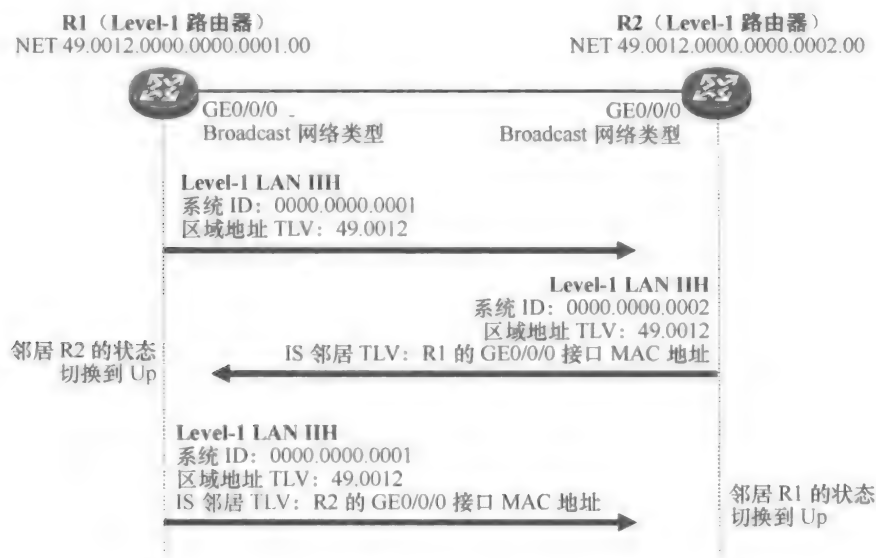 R1（Level-1 路由器）
NET 49.0012.0000.0000.0001.00
R2（Level-1 路由器）
NET 49.0012.0000.0000.0002.00
GE0/0/0
Broadcast 网络类型
GE0/0/0
Broadcast 网络类型
Level-1 LAN IIH
系统 ID：0000.0000.0001
区域地址 TLV：49.0012
Level-1 LAN IIH
系统 ID：0000.0000.0002
区域地址 TLV：49.0012
IS 邻居 TLV：R1 的 GE0/0/0 接口 MAC 地址
邻居 R2 的状态
切换到 Up
Level-1 LAN IIH
系统 ID：0000.0000.0001
区域地址 TLV：49.0012
IS 邻居 TLV：R2 的 GE0/0/0 接口 MAC 地址
邻居 R1 的状态
切换到 Up